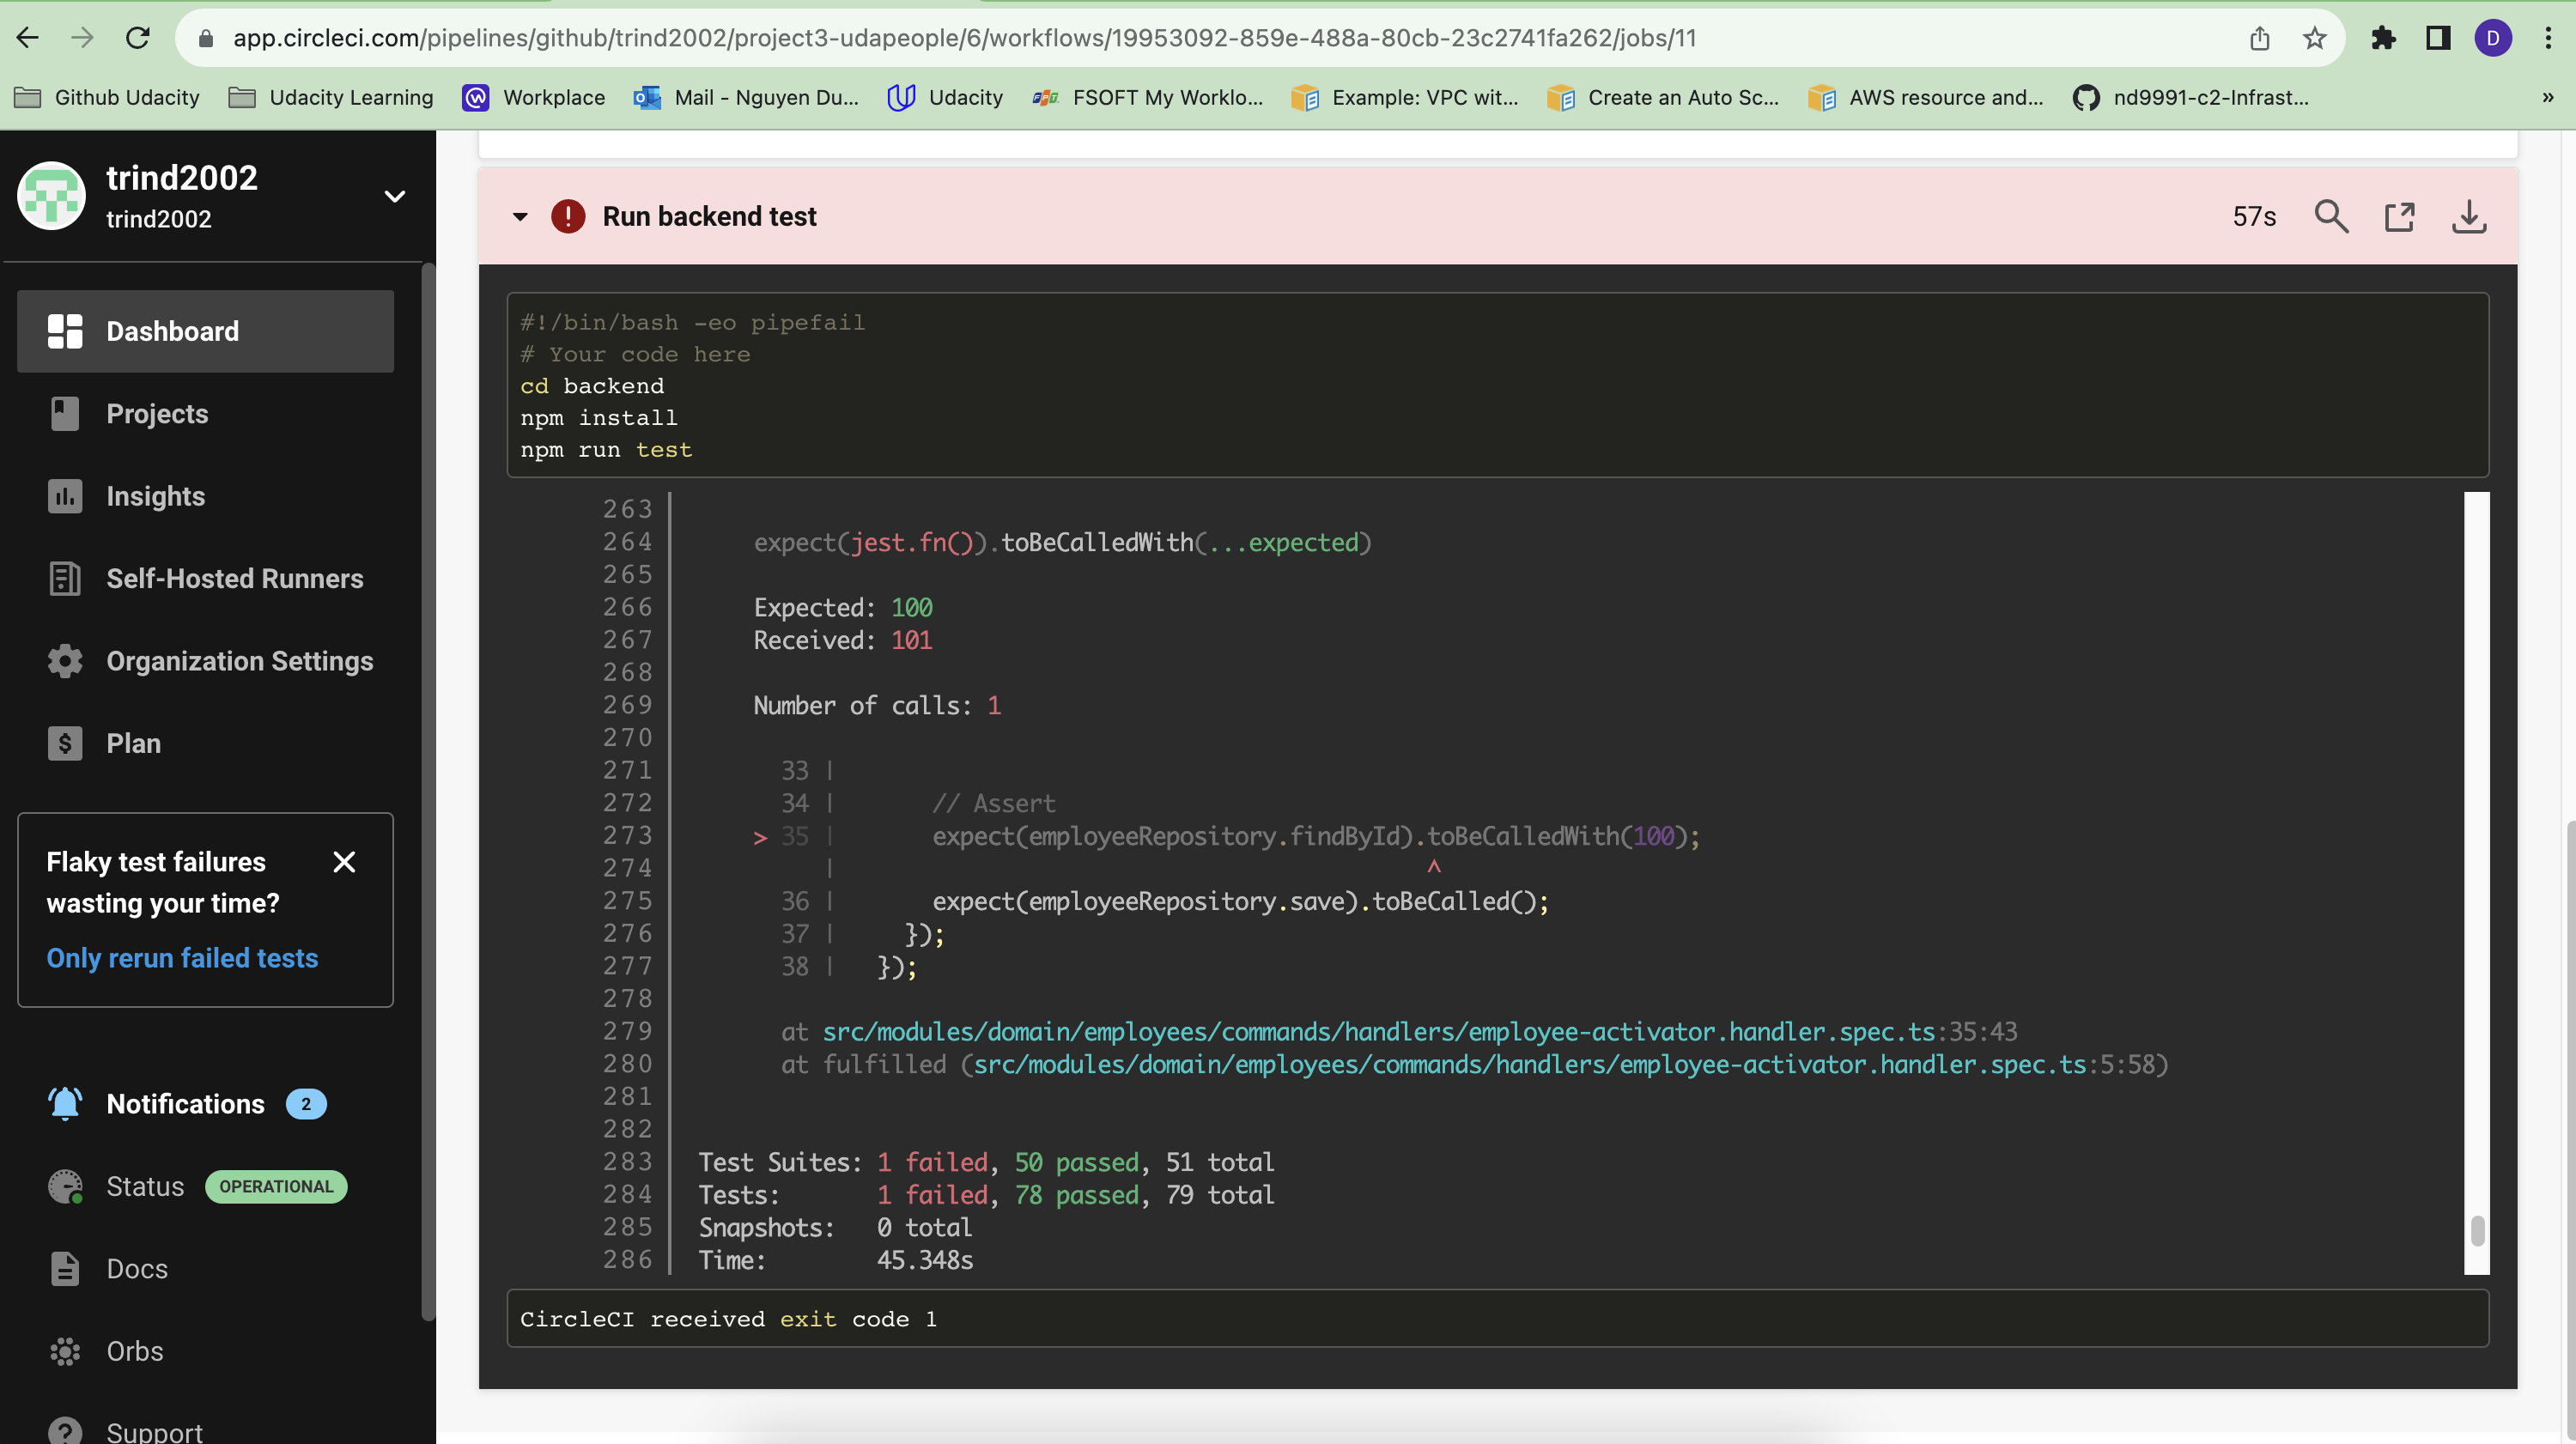 app.circleci.com/pipelines/github/trind2002/project3-udapeople/6/workflows/19953092-859e-488a-80cb-23c2741fa262/jobs/11
D
Github Udacity
Udacity Learning
Workplace
Mail - Nguyen Du...
Udacity
FSOFT My Worklo...
Example: VPC wit...
Create an Auto Sc...
AWS resource and...
nd9991-c2-Infrast...
»
trind2002
trind2002
Dashboard
Projects
Insights
Self-Hosted Runners
Organization Settings
Plan
Flaky test failures
wasting your time?
Only rerun failed tests
Notifications 2
Status OPERATIONAL
Docs
Orbs
Support
Run backend test
57s
#!/bin/bash -eo pipefail
# Your code here
cd backend
npm install
npm run test
263
264 expect(jest.fn()).toBeCalledWith(...expected)
265
266 Expected: 100
267 Received: 101
268
269 Number of calls: 1
270
271 33 |
272 34 | // Assert
273 > 35 | expect(employeeRepository.findById).toBeCalledWith(100);
274 | ^
275 36 | expect(employeeRepository.save).toBeCalled();
276 37 | });
277 38 | });
278
279 at src/modules/domain/employees/commands/handlers/employee-activator.handler.spec.ts:35:43
280 at fulfilled (src/modules/domain/employees/commands/handlers/employee-activator.handler.spec.ts:5:58)
281
282
283 Test Suites: 1 failed, 50 passed, 51 total
284 Tests: 1 failed, 78 passed, 79 total
285 Snapshots: 0 total
286 Time: 45.348s
CircleCI received exit code 1